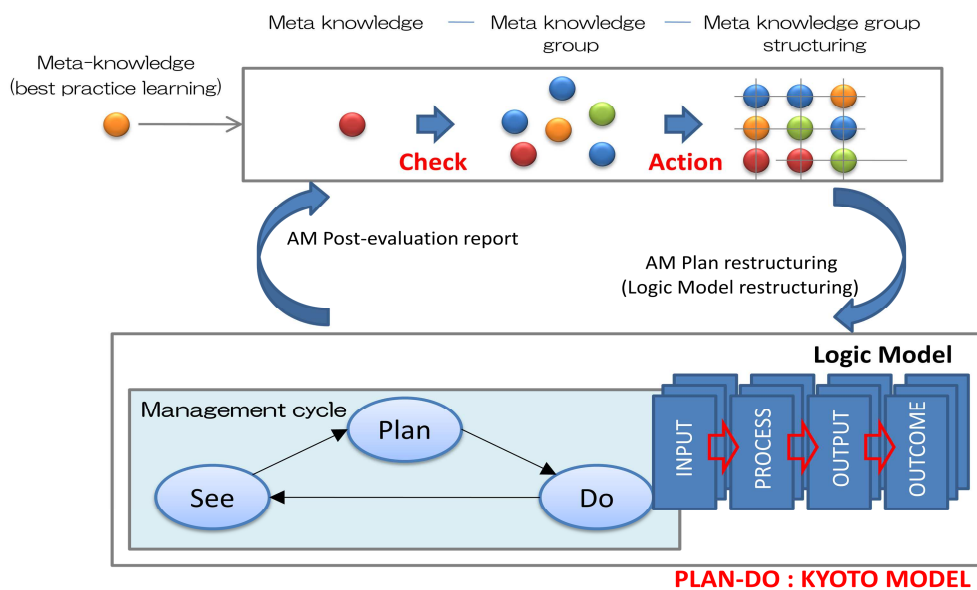 Meta knowledge
Meta knowledge
group
Meta knowledge group
structuring
Meta-knowledge
(best practice learning)
Check
Action
AM Post-evaluation report
AM Plan restructuring
(Logic Model restructuring)
Logic Model
Management cycle
Plan
See
Do
INPUT
PROCESS
OUTPUT
OUTCOME
PLAN-DO : KYOTO MODEL